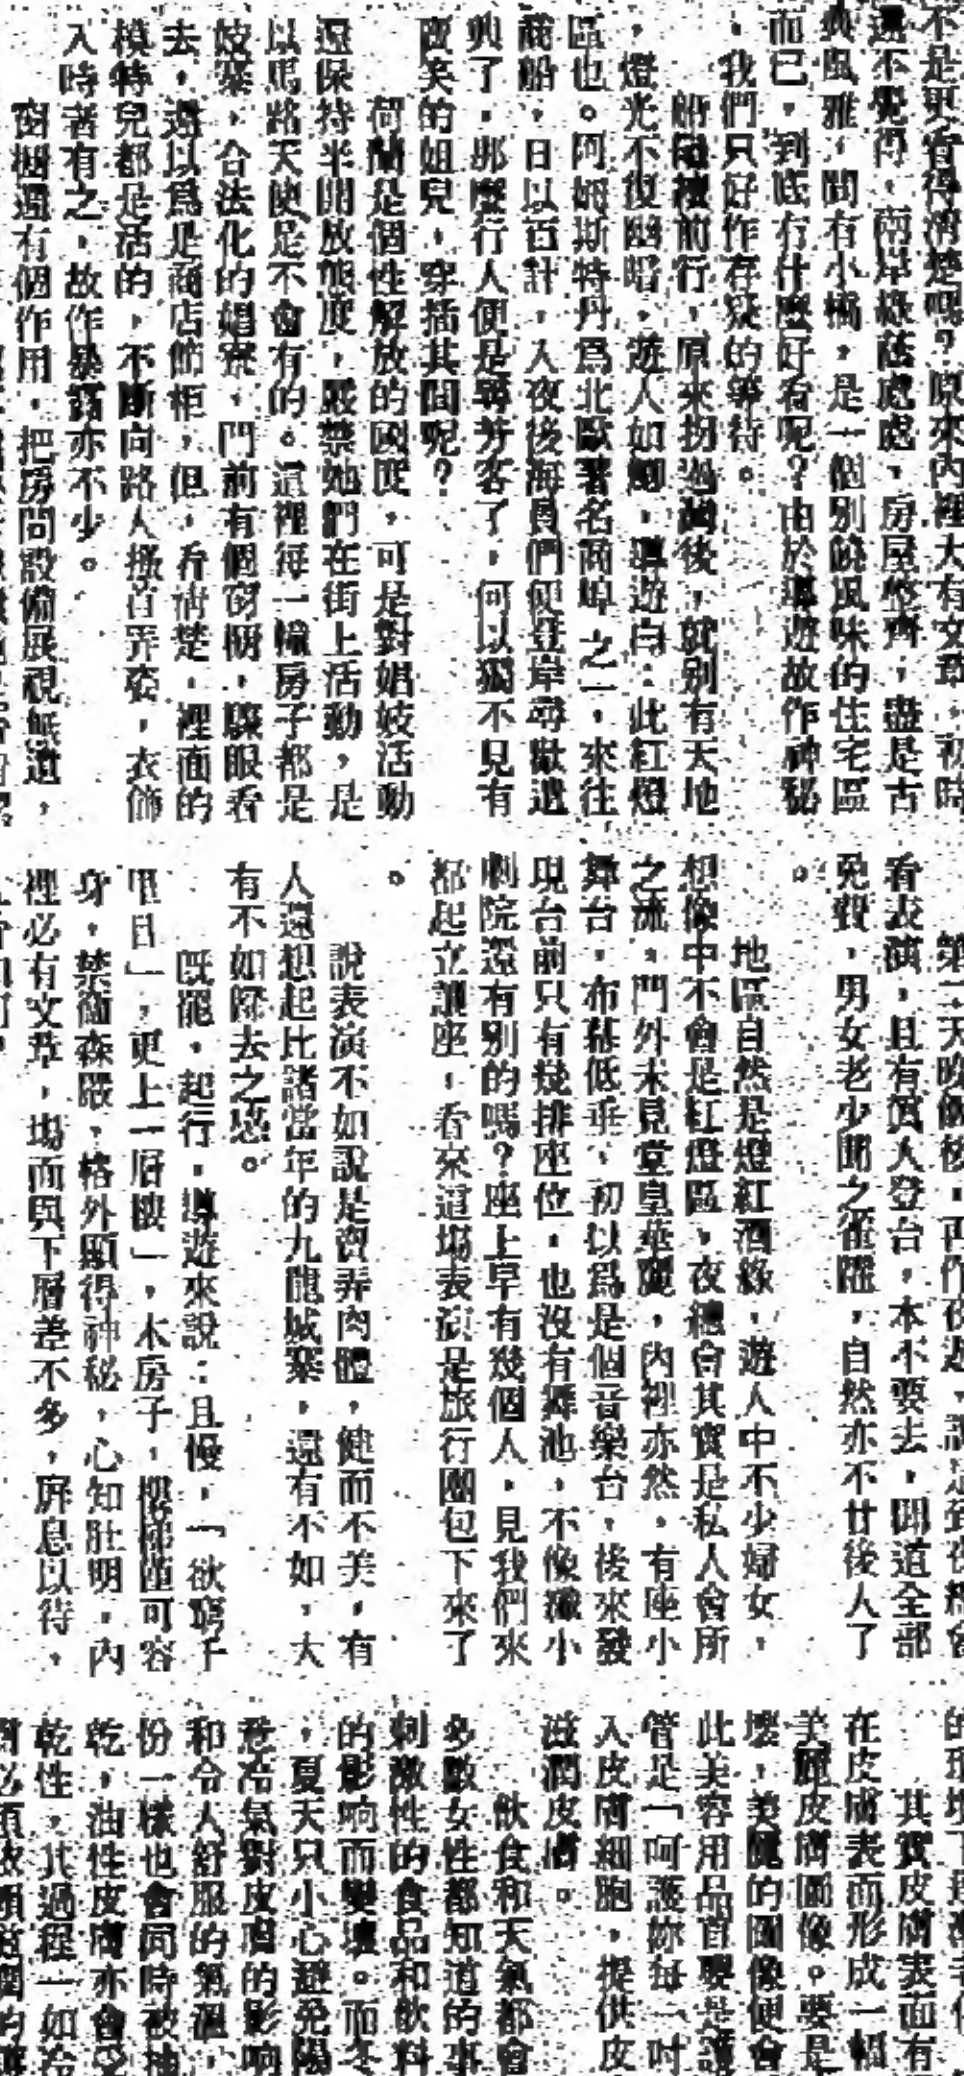 不是更看得清楚嗎？原來內裡大有文章，初時
還不覺得，兩岸綠蔭處處，房屋整齊，盡是古
典風雅，間有小橋，是一個別饒風味的住宅區
而已，到底有什麼好看呢？由於導遊故作神秘
，我們只好作存疑的等待。
船緩緩前行，原來拐過灣後，就別有天地
，燈光不復幽暗，遊人如鯽，導遊白：此紅燈
區也。阿姆斯特丹為北歐著名商埠之一，來往
商船，日以百計，入夜後海員們便登岸尋歡遣
興了，那麼行人便是尋芳客了，何以獨不見有
賣笑的姐兒，穿插其間呢？
荷蘭是個性解放的國度，可是對娼妓活動
還保持半開放態度，嚴禁她們在街上活動，是
以馬路天使是不會有的。這裡每一幢房子都是
妓寨，合法化的娼寮，門前有個窗櫥，驟眼看
去，還以為是商店飾柜，但，看清楚，裡面的
模特兒都是活的，不斷向路人搔首弄姿，衣飾
入時者有之，故作暴露亦不少。
窗櫥還有個作用，把房間設備展視無遺，
第二天晚飯後，再作夜遊，說是到夜總會
看表演，且有真人登台，本不要去，聞道全部
免費，男女老少聞之雀躍，自然亦不甘後人了
。
地區自然是燈紅酒綠，遊人中不少婦女，
想像中不會是紅燈區，夜總會其實是私人會所
之流，門外未見堂皇華麗，內裡亦然，有座小
舞台，布幕低垂，初以為是個音樂台，後來發
現台前只有幾排座位，也沒有舞池，不像纖小
劇院還有別的嗎？座上早有幾個人，見我們來
都起立讓座，看來這場表演是旅行團包下來了
。
說表演不如說是賣弄肉體，健而不美，有
人還想起比諸當年的九龍城寨，還有不如，大
有不如歸去之慾。
既罷，起行，導遊來說：且慢，「欲窮千
里目」，更上一層樓」，木房子，樓梯僅可容
身，禁衛森嚴，格外顯得神秘，心知肚明，內
裡必有文章，場面與下層差不多，屏息以待，
其實皮膚表面有
在皮膚表面形成一幅
美麗皮膚圖像。要是
壞，美麗的圖像便會
此美容用品首要是護
管是「呵護妳每一吋
入皮膚細胞，提供皮
滋潤皮膚。
飲食和天氣都會
多數女性都知道的事
刺激性的食品和飲料
的影响而變壞。而冬
，夏天只小心避免陽
意冷氣對皮膚的影响
和令人舒服的氣溫，
份一樣也會同時被抽
乾，油性皮膚亦會受
乾性，其過程一如冷